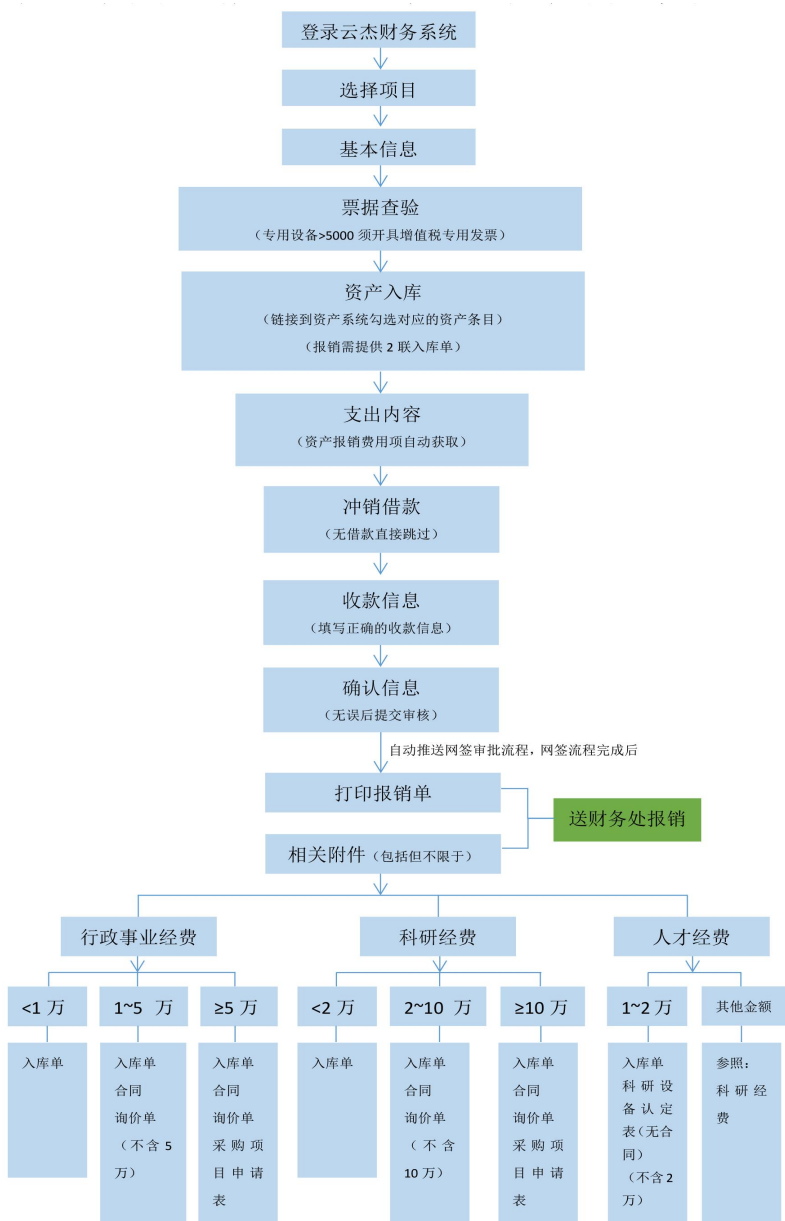 登录云杰财务系统
选择项目
基本信息
票据查验
（专用设备>5000 须开具增值税专用发票）
资产入库
（链接到资产系统勾选对应的资产条目）
（报销需提供 2 联入库单）
支出内容
（资产报销费用项自动获取）
冲销借款
（无借款直接跳过）
收款信息
（填写正确的收款信息）
确认信息
（无误后提交审核）
自动推送网签审批流程，网签流程完成后
打印报销单
送财务处报销
相关附件（包括但不限于）
行政事业经费
科研经费
人才经费
<1 万
1~5 万
≥5 万
<2 万
2~10 万
≥10 万
1~2 万
其他金额
入库单
入库单
合同
询价单
（不含 5
万）
入库单
合同
询价单
采购项
目申请
表
入库单
入库单
合同
询价单
（不含
10 万）
入库单
合同
询价单
采购项
目申请
表
入库单
科研设
备认定
表（无合
同）
（不含 2
万）
参照：
科研经
费